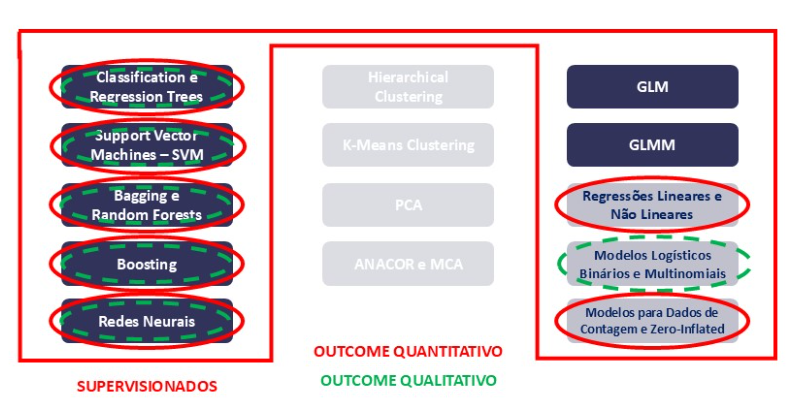 Classification e
Regression Trees
Support Vector
Machines – SVM
Bagging e
Random Forests
Boosting
Redes Neurais
SUPERVISIONADOS
Hierarchical
Clustering
K-Means Clustering
PCA
ANACOR e MCA
OUTCOME QUANTITATIVO
OUTCOME QUALITATIVO
GLM
GLMM
Regressões Lineares e
Não Lineares
Modelos Logísticos
Binários e Multinomiais
Modelos para Dados de
Contagem e Zero-Inflated